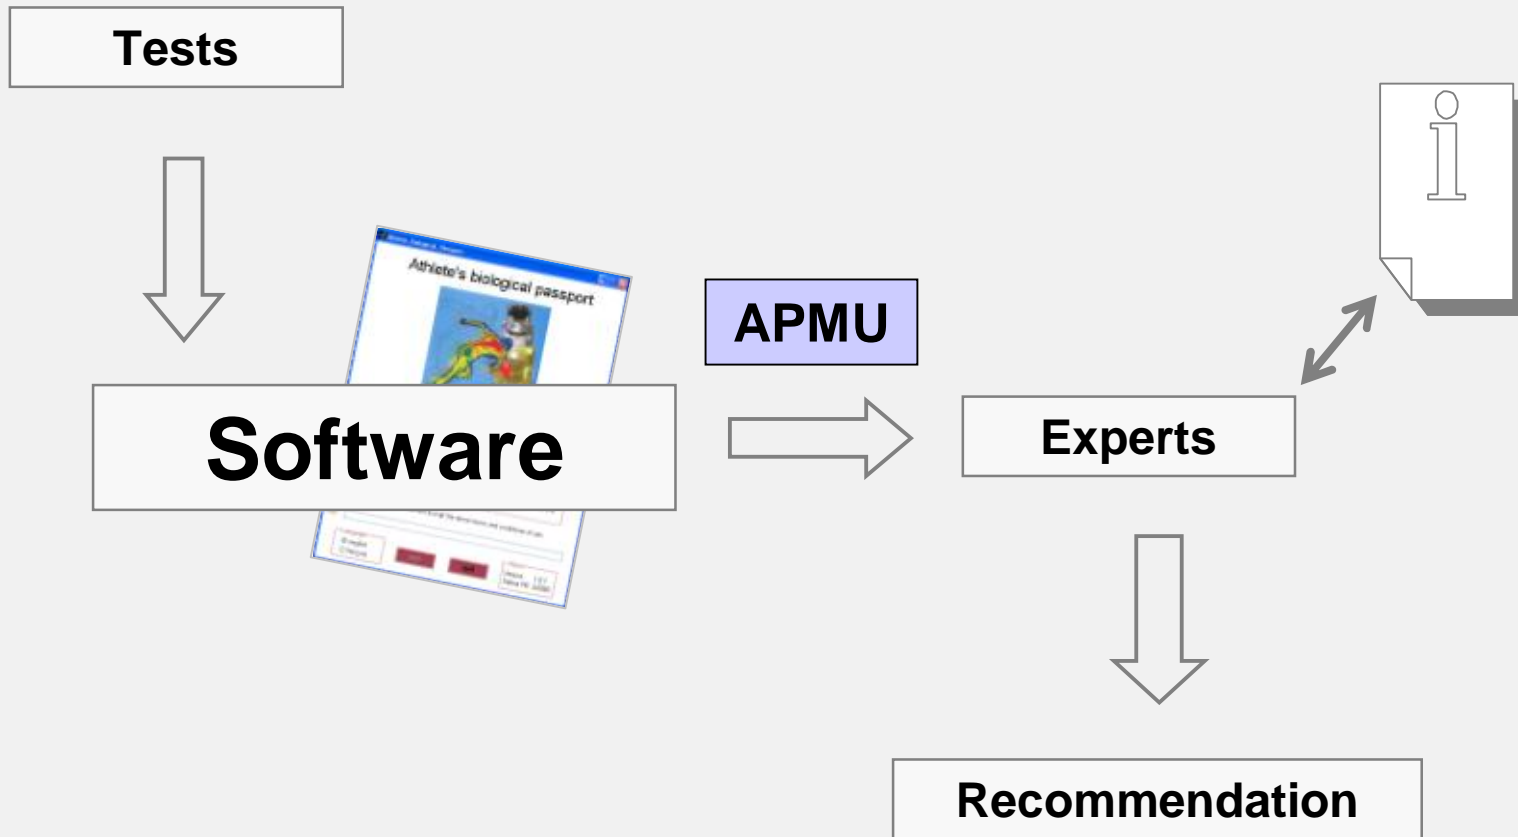 Tests
Athlete's biological passport
APMU
Software
Experts
Recommendation